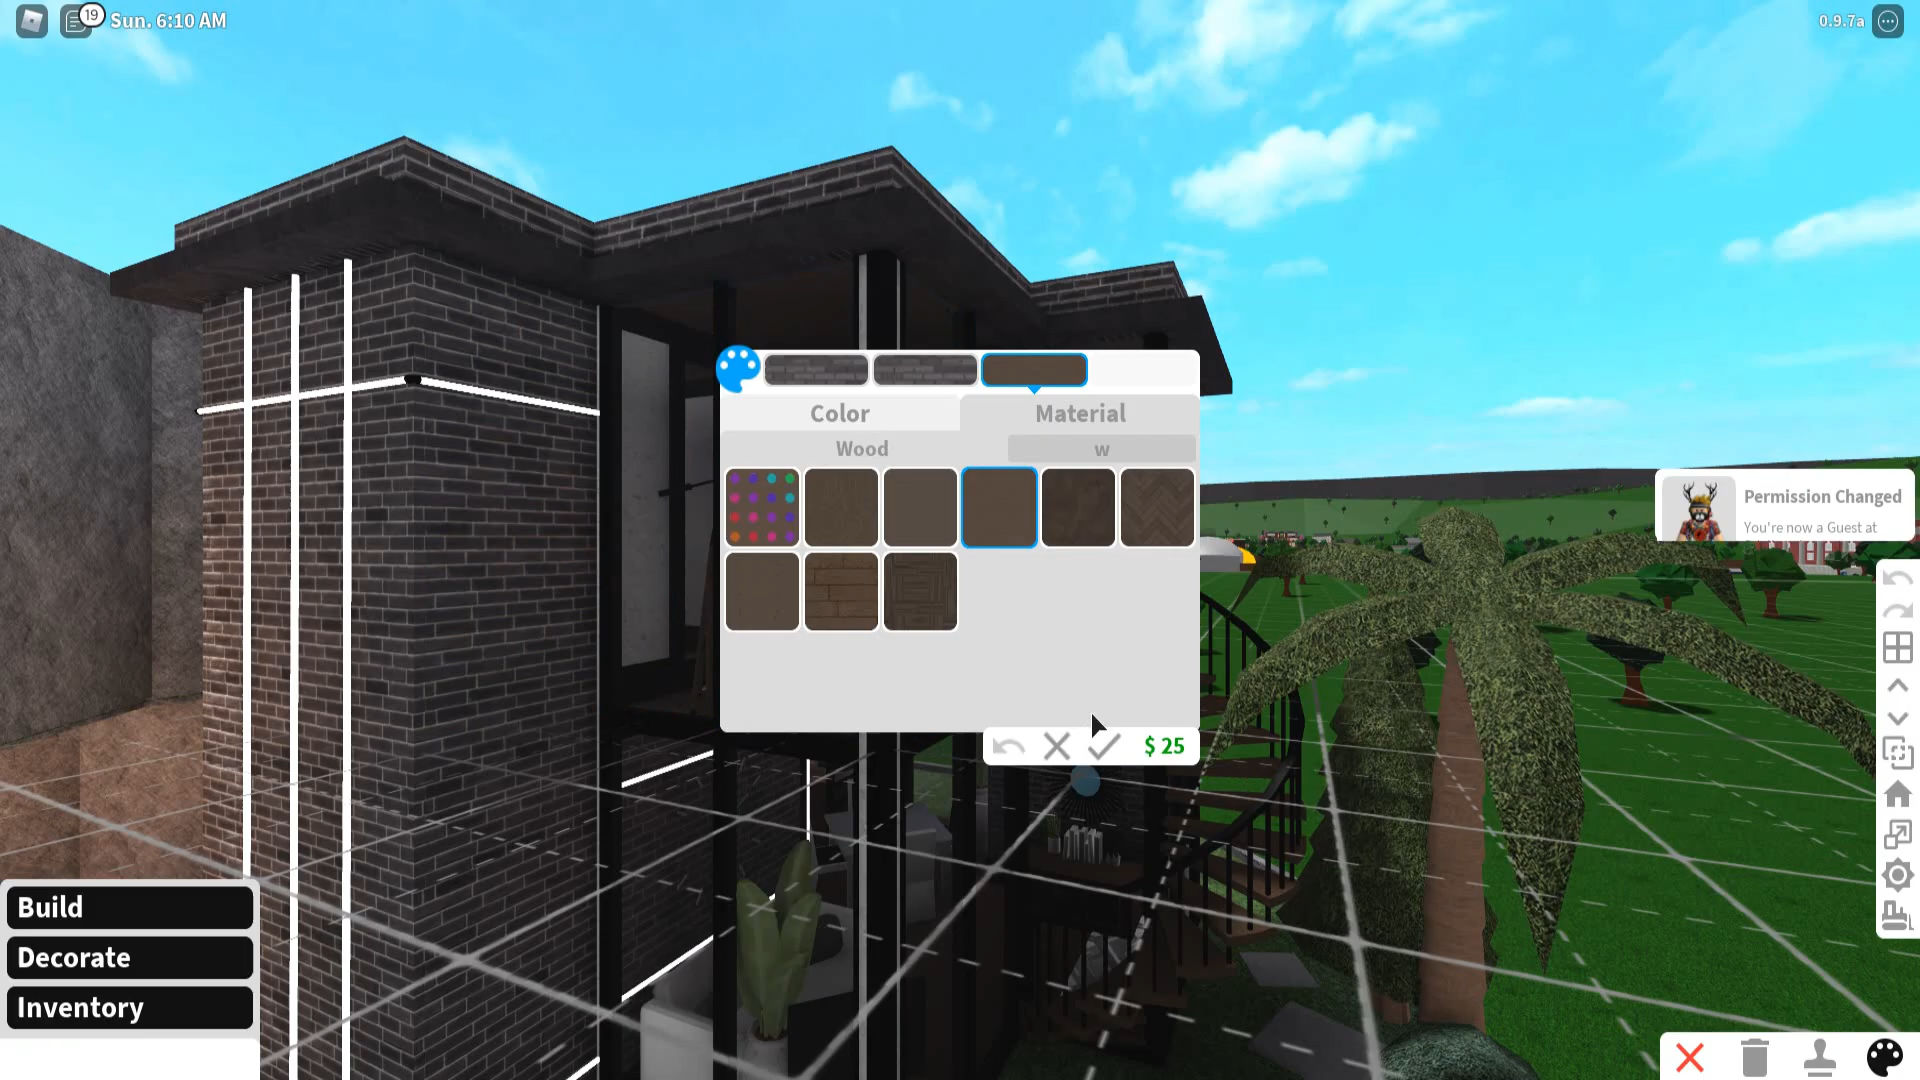 19
Sun. 6:10 AM
0.9.7a
Color
Material
Wood
w
Permission Changed
You're now a Guest at
$ 25
Build
Decorate
Inventory